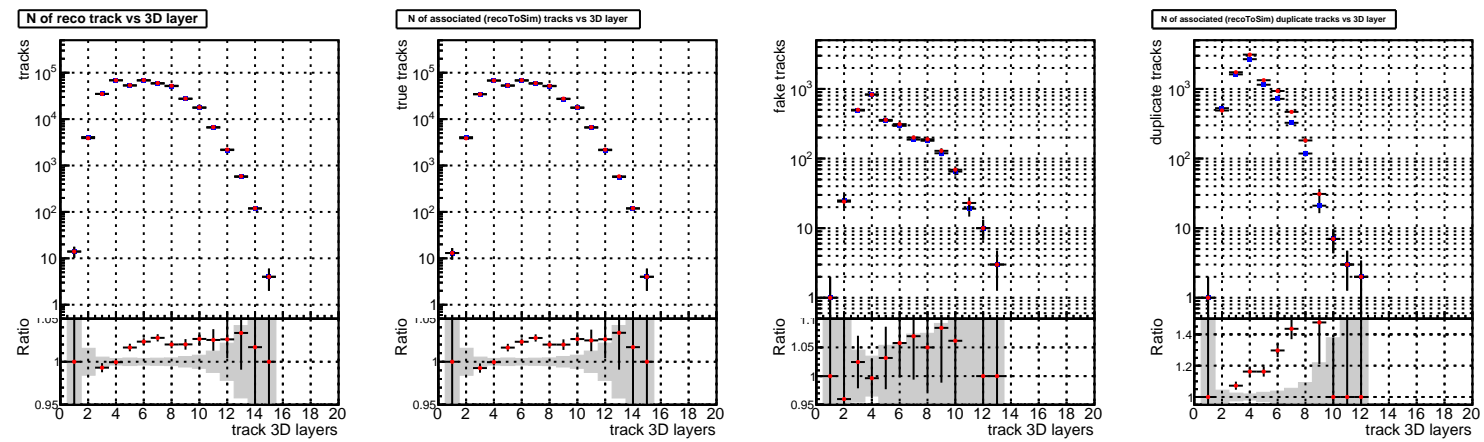 N of reco track vs 3D layer
tracks
10^5
10^4
10^3
10^2
10
1
Ratio
1.05
1
0.95
0 2 4 6 8 10 12 14 16 18 20
track 3D layers
N of associated (recoToSim) tracks vs 3D layer
true tracks
10^5
10^4
10^3
10^2
10
1
Ratio
1.05
1
0.95
0 2 4 6 8 10 12 14 16 18 20
track 3D layers
fake tracks
10^3
10^2
10
1
Ratio
1.1
1.05
1
0.95
0 2 4 6 8 10 12 14 16 18 20
track 3D layers
N of associated (recoToSim) duplicate tracks vs 3D layer
duplicate tracks
10^3
10^2
10
1
Ratio
1.4
1.2
1
0 2 4 6 8 10 12 14 16 18 20
track 3D layers